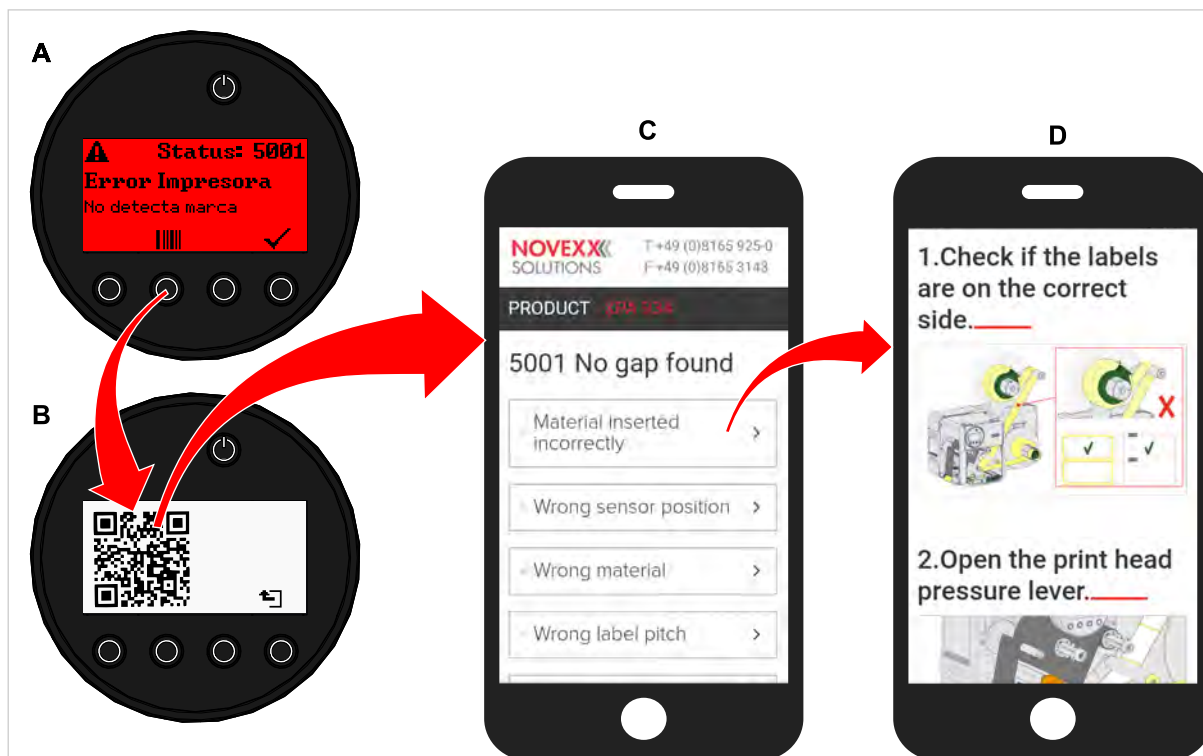 A
Status: 5001
Error Impresora
No detecta marca
B
C
NOVEXX
SOLUTIONS
T +49 (0)8165 925-0
F +49 (0)8165 3143
PRODUCT
5001 No gap found
Material inserted
incorrectly
Wrong sensor position
Wrong material
Wrong label pitch
D
1.Check if the labels
are on the correct
side.
X
2.Open the print head
pressure lever.